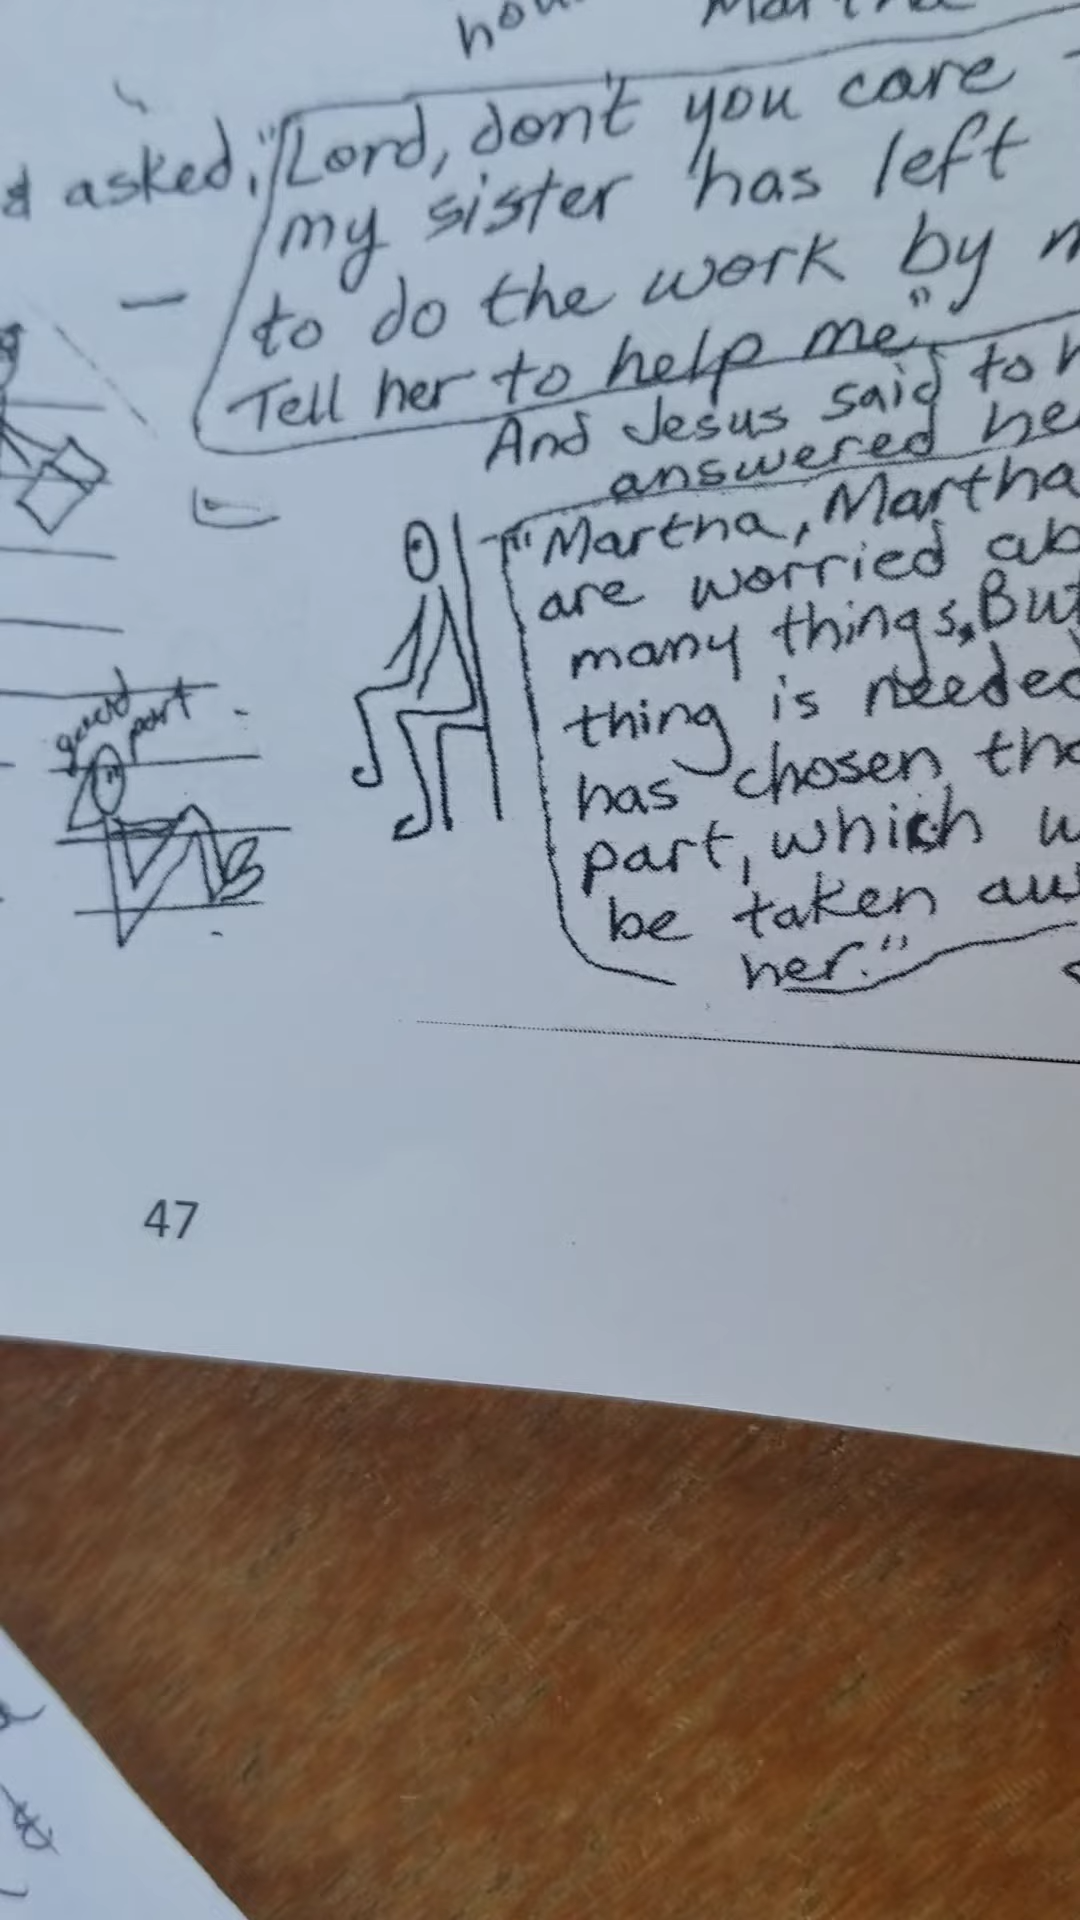 Martha
asked, "Lord, don't you care
my sister has left
to do the work by
Tell her to help me"
And Jesus said to
answered
"Martha, Martha
are worried
many things, But
thing is needed
has chosen
part, which
be taken
her."
good
part
47